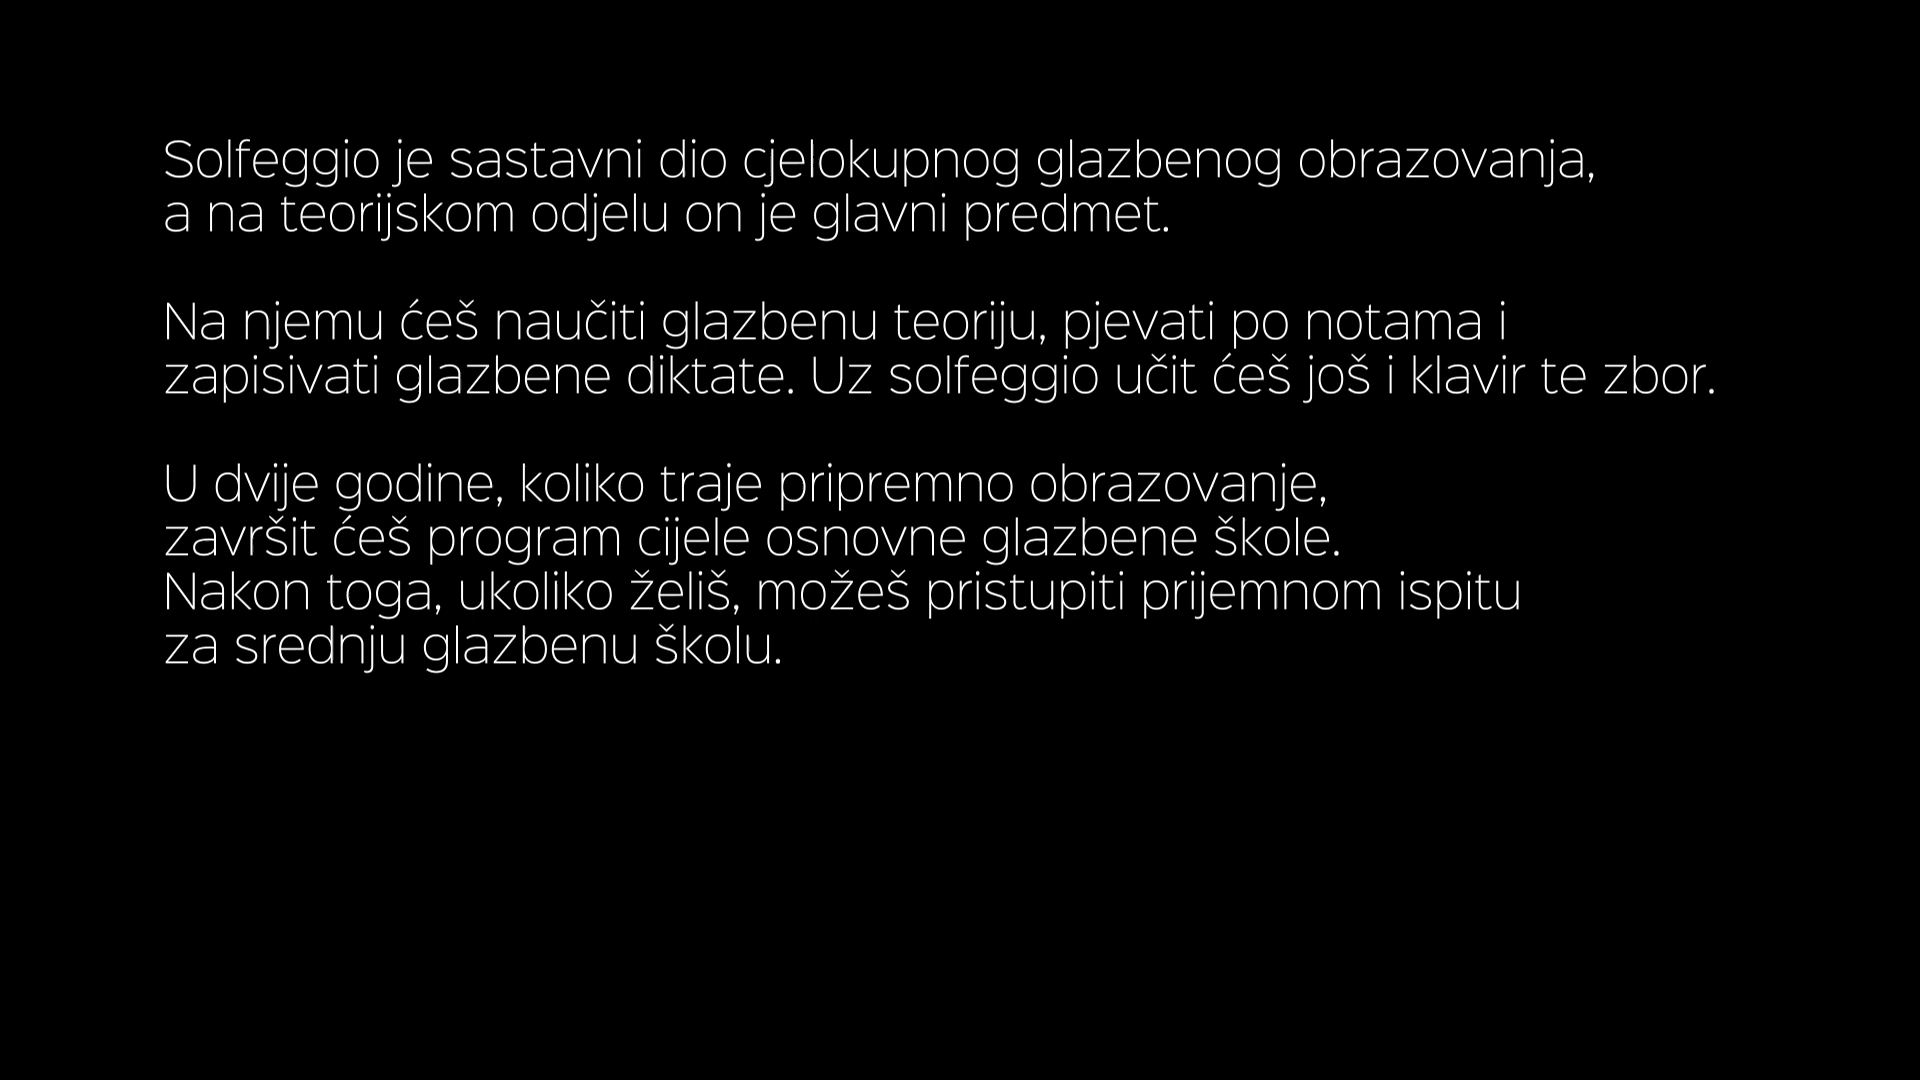 Solfeggio je sastavni dio cjelokupnog glazbenog obrazovanja,
a na teorijskom odjelu on je glavni predmet.
Na njemu ćeš naučiti glazbenu teoriju, pjevati po notama i
zapisivati glazbene diktate. Uz solfeggio učit ćeš još i klavir te zbor.
U dvije godine, koliko traje pripremno obrazovanje,
završit ćeš program cijele osnovne glazbene škole.
Nakon toga, ukoliko želiš, možeš pristupiti prijemnom ispitu
za srednju glazbenu školu.